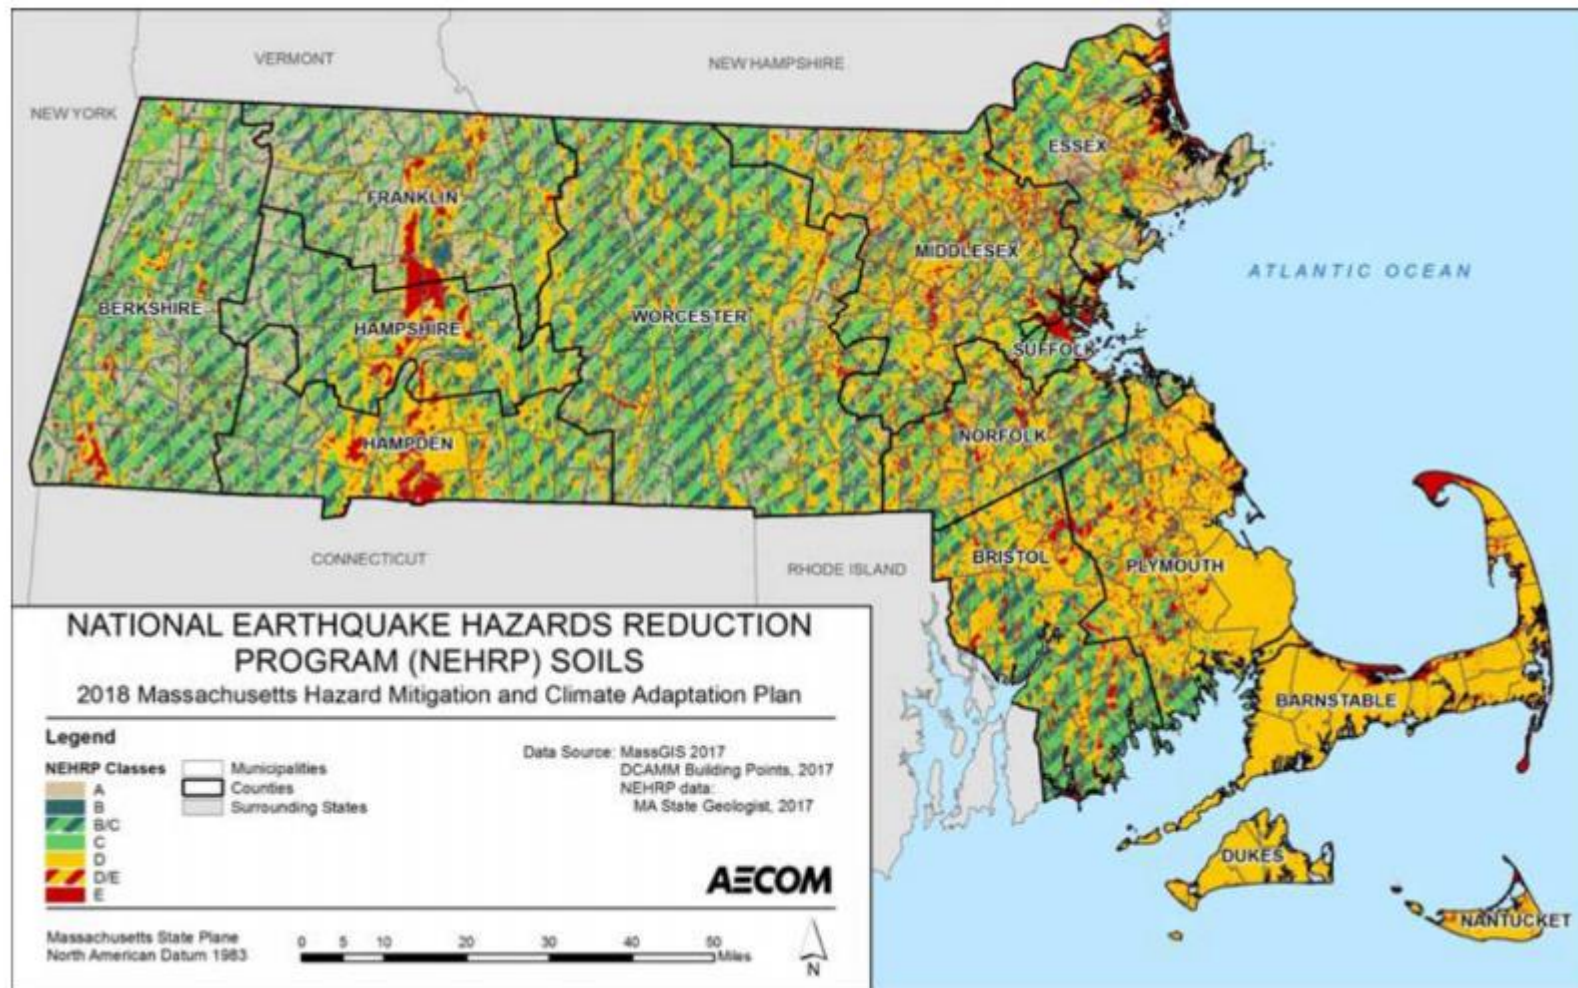 VERMONT
NEW HAMPSHIRE
NEW YORK
ESSEX
FRANKLIN
MIDDLESEX
ATLANTIC OCEAN
BERKSHIRE
HAMPSHIRE
WORCESTER
SUFFOLK
HAMPDEN
NORFOLK
CONNECTICUT
RHODE ISLAND
BRISTOL
PLYMOUTH
BARNSTABLE
DUKES
NANTUCKET
NATIONAL EARTHQUAKE HAZARDS REDUCTION
PROGRAM (NEHRP) SOILS
2018 Massachusetts Hazard Mitigation and Climate Adaptation Plan
Legend
NEHRP Classes
A
B
B/C
C
D
D/E
E
Municipalities
Counties
Surrounding States
Data Source: MassGIS 2017
DCAMM Building Points, 2017
NEHRP data:
MA State Geologist, 2017
AECOM
Massachusetts State Plane
North American Datum 1983
0 5 10 20 30 40 50
Miles
N